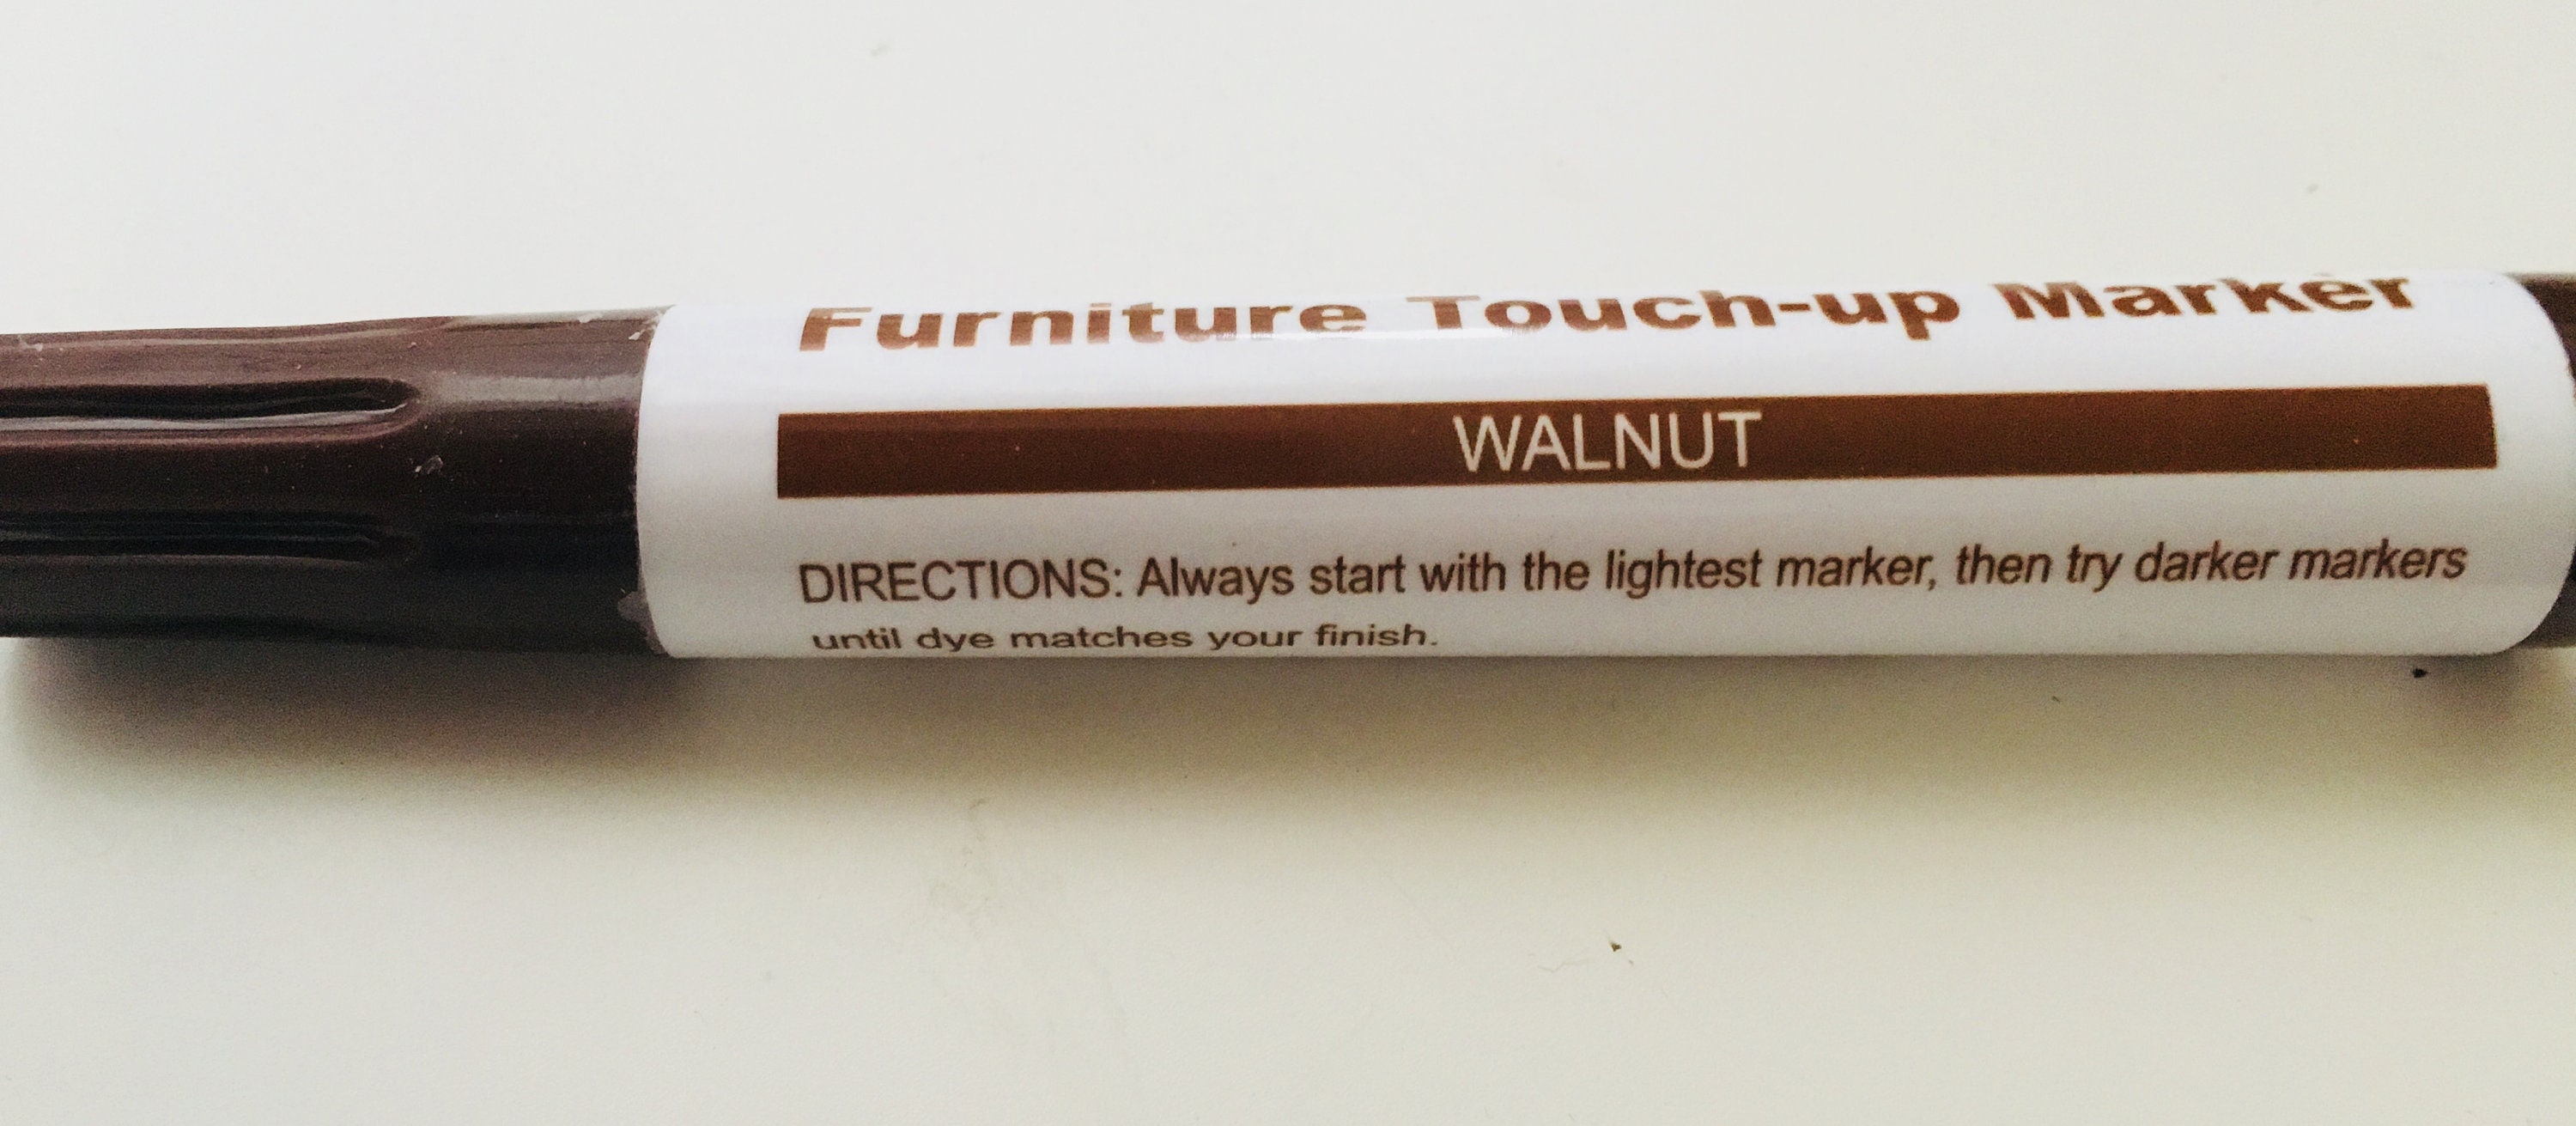 Furniture Touch-up Marker
WALNUT
DIRECTIONS: Always start with the lightest marker, then try darker markers
until dye matches your finish.